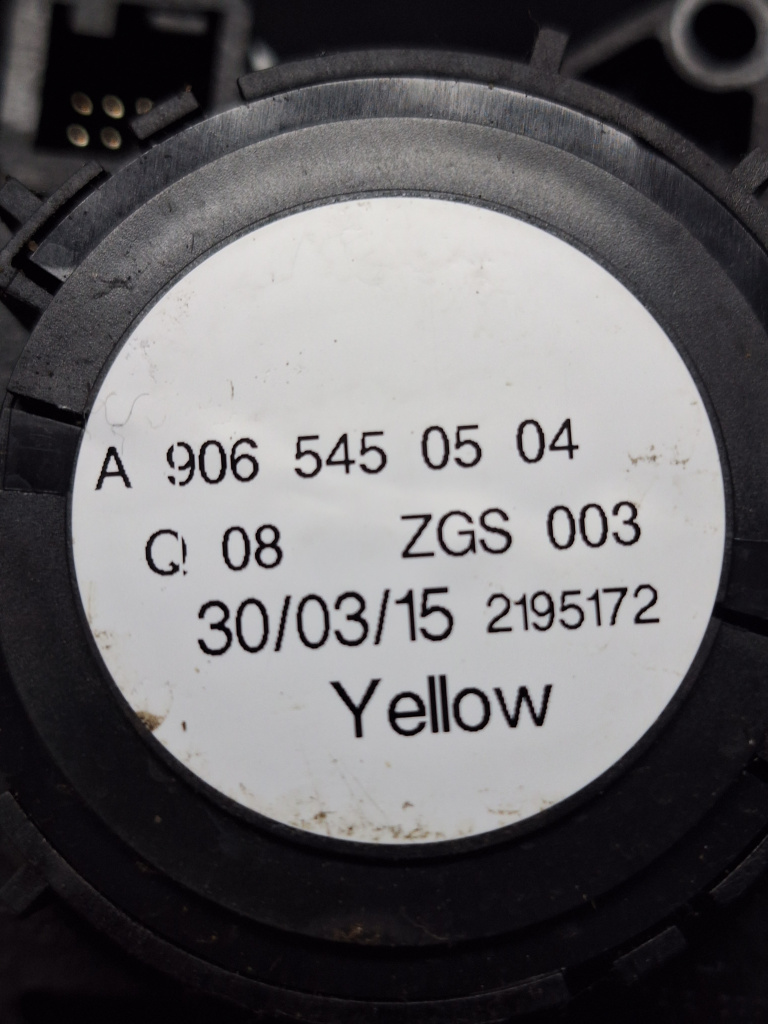 A 906 545 05 04
Q 08 ZGS 003
30/03/15 2195172
Yellow